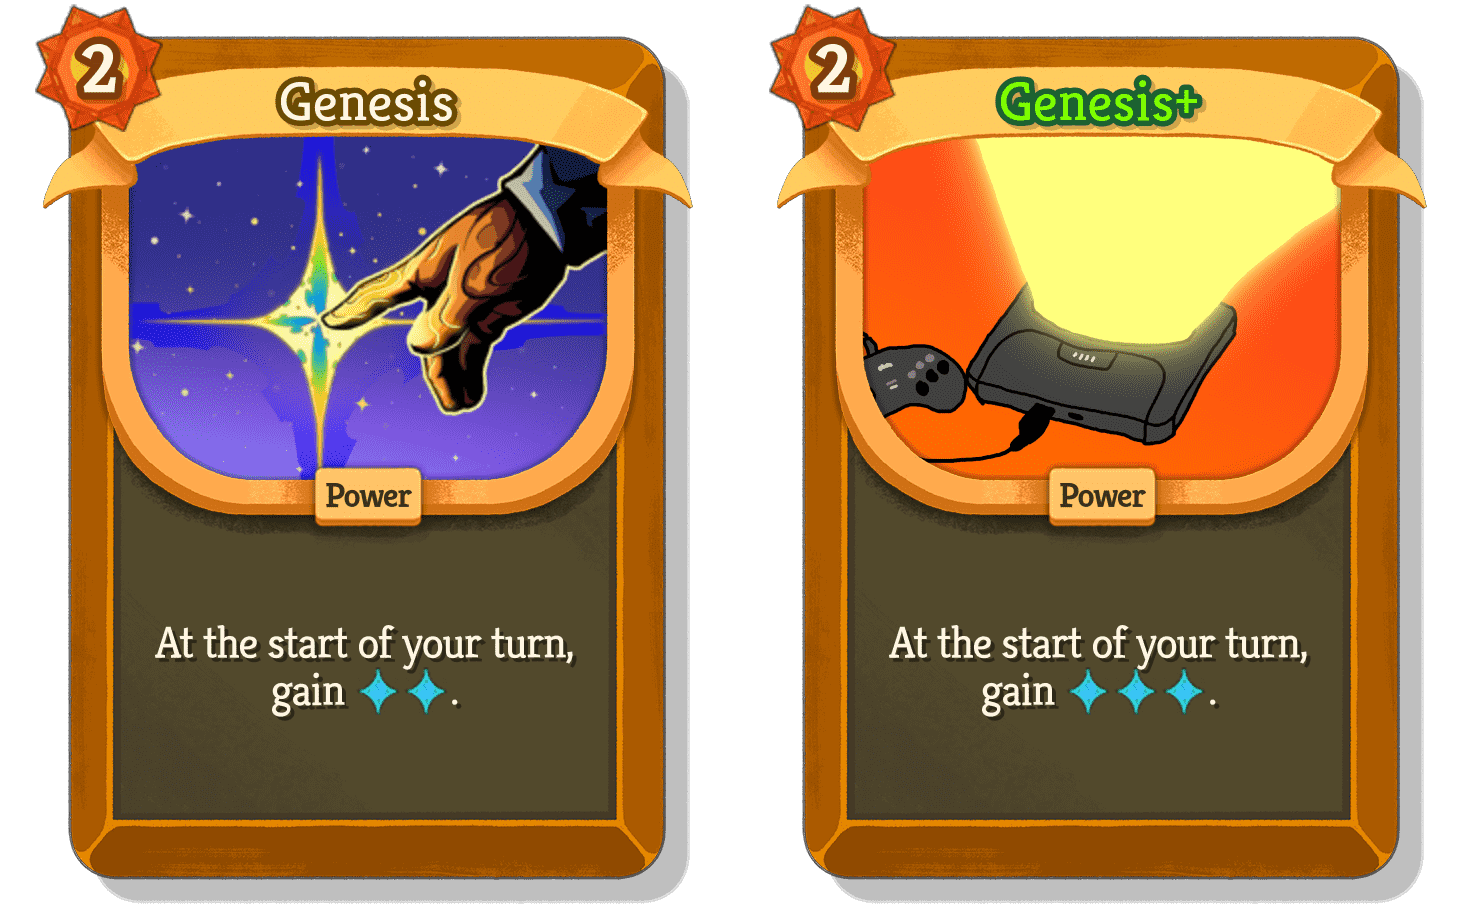 2
Genesis
Power
At the start of your turn,
gain ✦✦.
2
Genesis+
Power
At the start of your turn,
gain ✦✦✦.